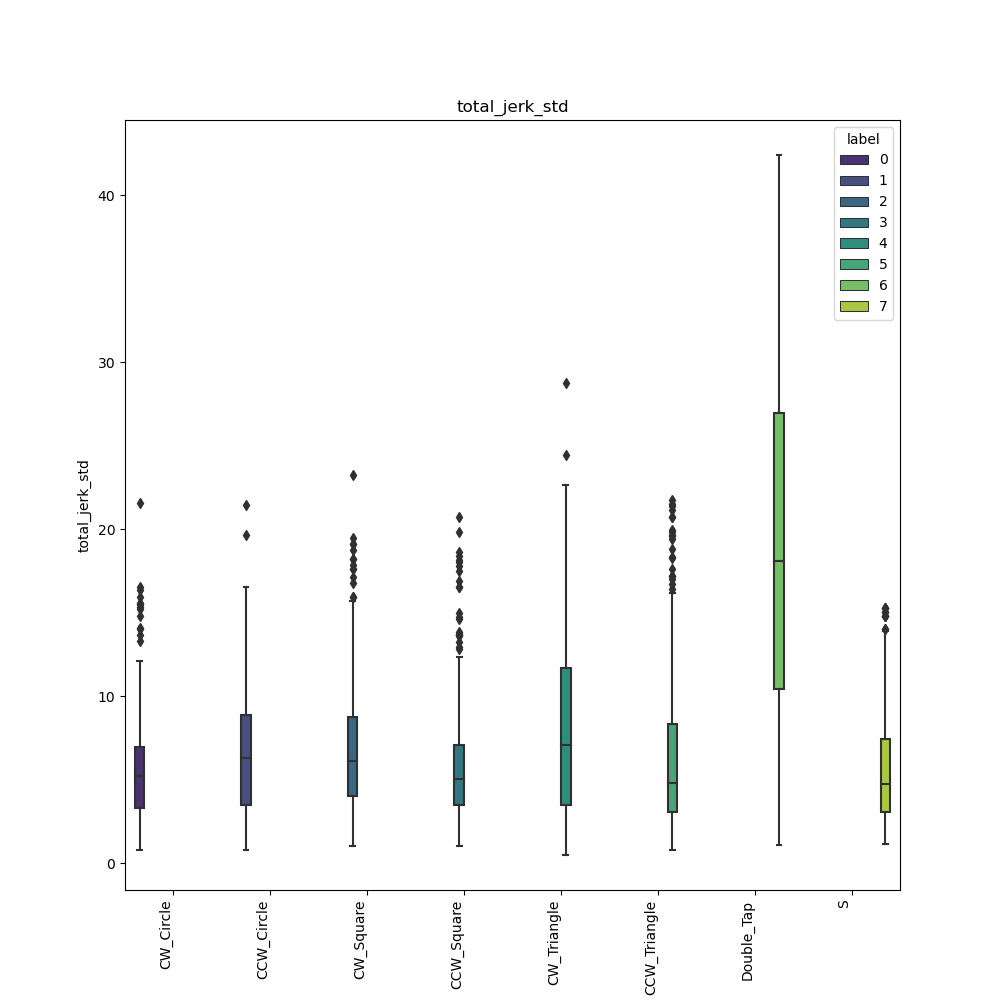 total_jerk_std
label
0
1
2
3
4
5
6
7
total_jerk_std
40
30
20
10
0
CW_Circle
CCW_Circle
CW_Square
CCW_Square
CW_Triangle
CCW_Triangle
Double_Tap
S